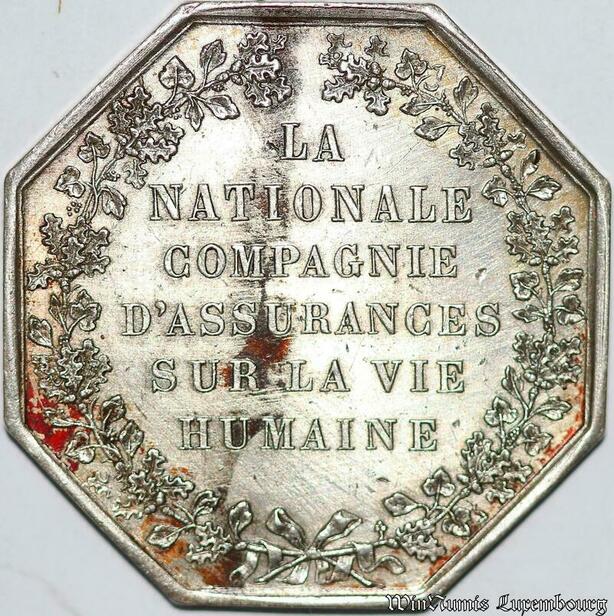 LA
NATIONALE
COMPAGNIE
D'ASSURANCES
SUR LA VIE
HUMAINE
WinNumis Luxembourg